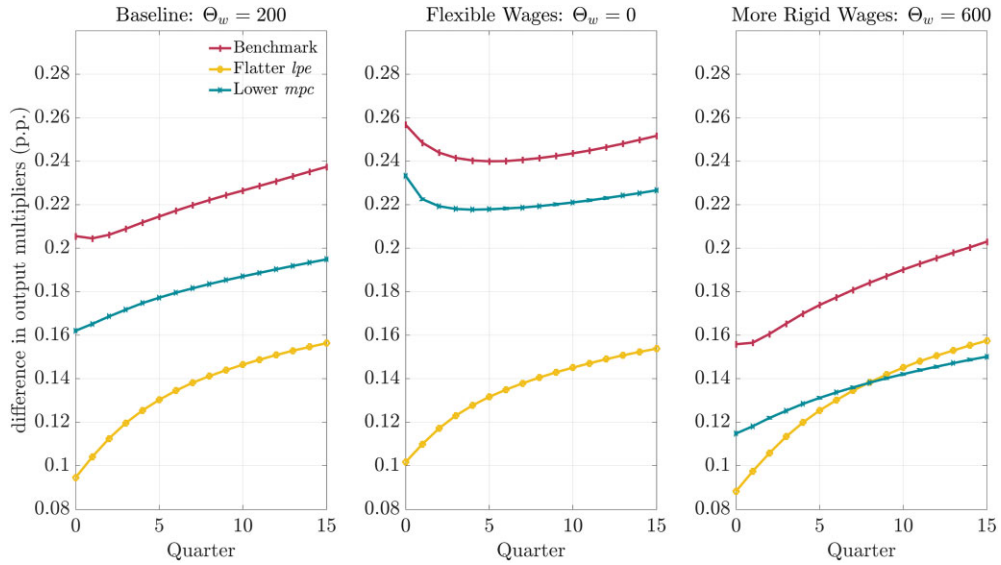 Baseline: Θ_w = 200
Flexible Wages: Θ_w = 0
More Rigid Wages: Θ_w = 600
difference in output multipliers (p.p.)
Benchmark
Flatter lpe
Lower mpc
0.28
0.26
0.24
0.22
0.2
0.18
0.16
0.14
0.12
0.1
0.08
0 5 10 15
Quarter
0.28
0.26
0.24
0.22
0.2
0.18
0.16
0.14
0.12
0.1
0.08
0 5 10 15
Quarter
0.28
0.26
0.24
0.22
0.2
0.18
0.16
0.14
0.12
0.1
0.08
0 5 10 15
Quarter